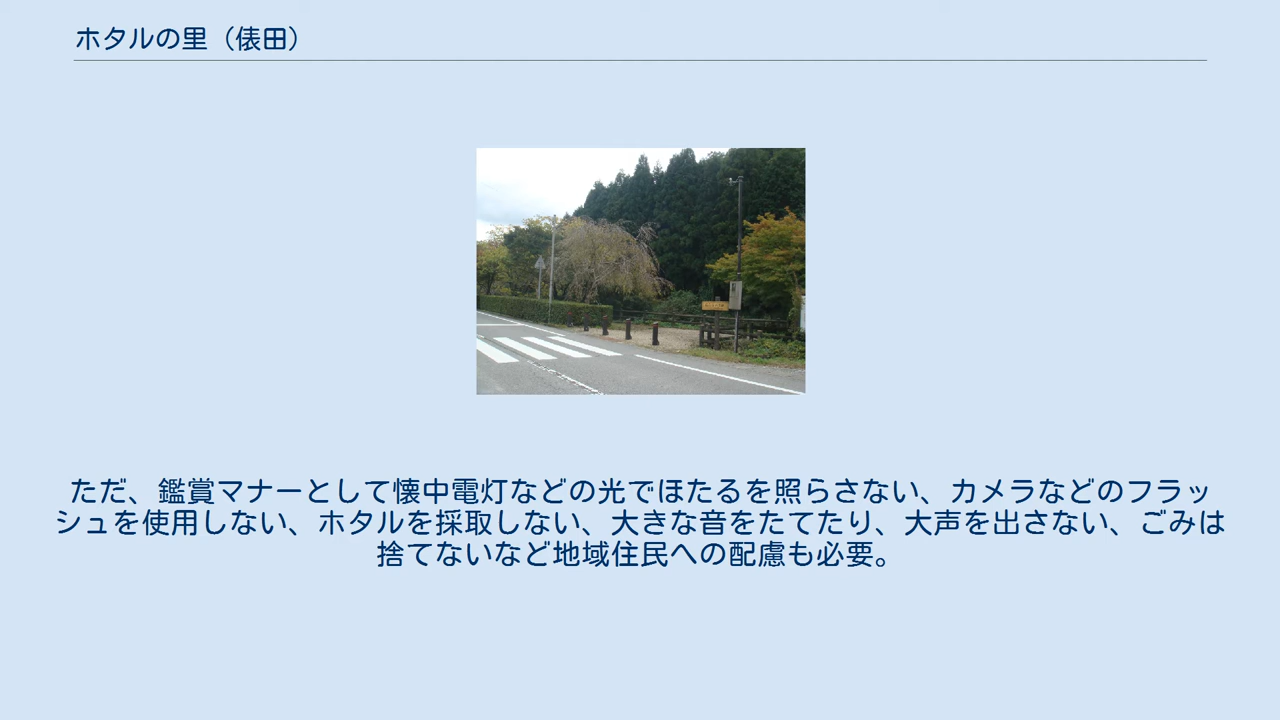 ホタルの里（俵田）
ただ、鑑賞マナーとして懐中電灯などの光でほたるを照らさない、カメラなどのフラッ
シュを使用しない、ホタルを採取しない、大きな音をたてたり、大声を出さない、ごみは
捨てないなど地域住民への配慮も必要。